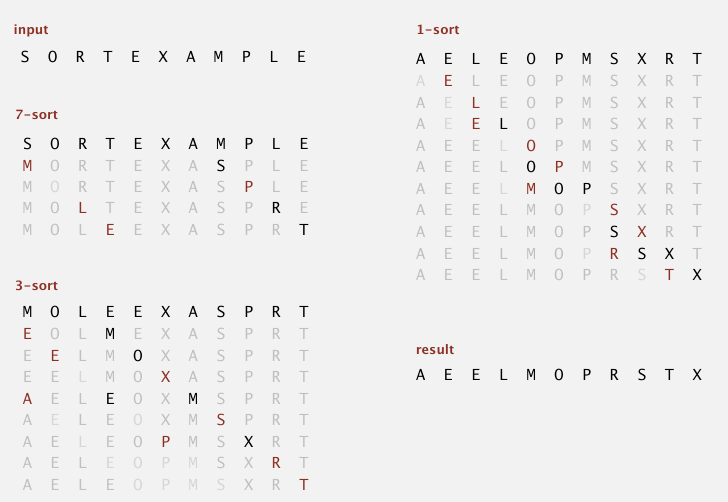 input
S O R T E X A M P L E
7-sort
S O R T E X A M P L E
M O R T E X A S P L E
M O R T E X A S P L E
M O L T E X A S P R E
M O L E E X A S P R T
3-sort
M O L E E X A S P R T
E O L M E X A S P R T
E E L M O X A S P R T
E E L M O X A S P R T
A E L E O X M S P R T
A E L E O X M S P R T
A E L E O P M S X R T
A E L E O P M S X R T
A E L E O P M S X R T
1-sort
A E L E O P M S X R T
A E L E O P M S X R T
A E L E O P M S X R T
A E E L O P M S X R T
A E E L O P M S X R T
A E E L O P M S X R T
A E E L M O P S X R T
A E E L M O P S X R T
A E E L M O P S X R T
A E E L M O P R S X T
A E E L M O P R S T X
result
A E E L M O P R S T X